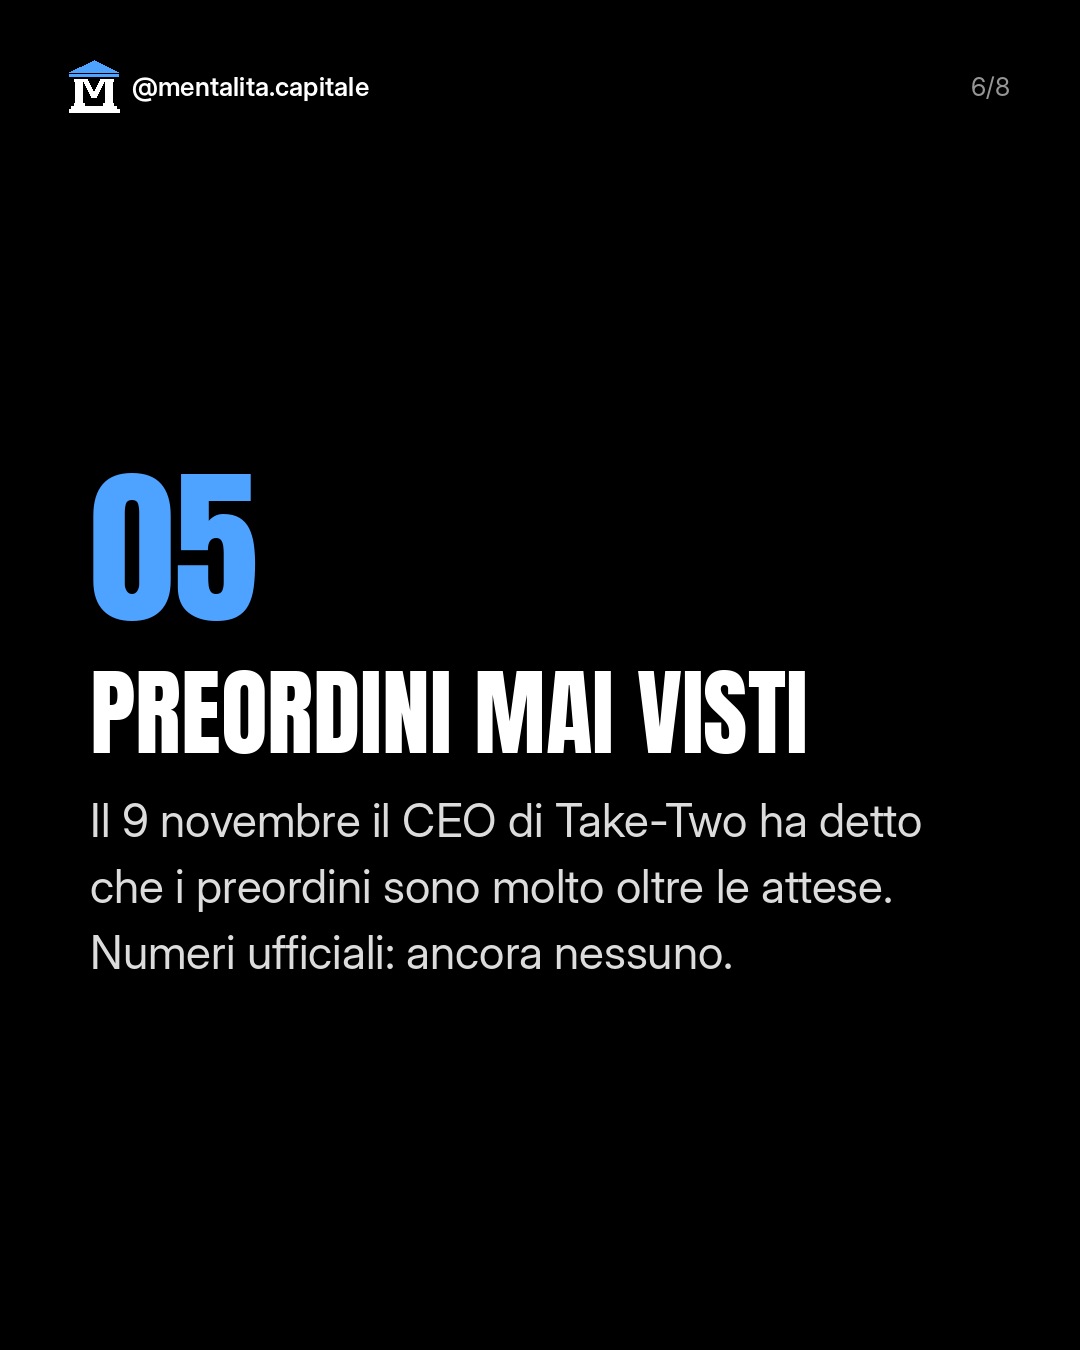 @mentalita.capitale
6/8
05
PREORDINI MAI VISTI
Il 9 novembre il CEO di Take-Two ha detto
che i preordini sono molto oltre le attese.
Numeri ufficiali: ancora nessuno.